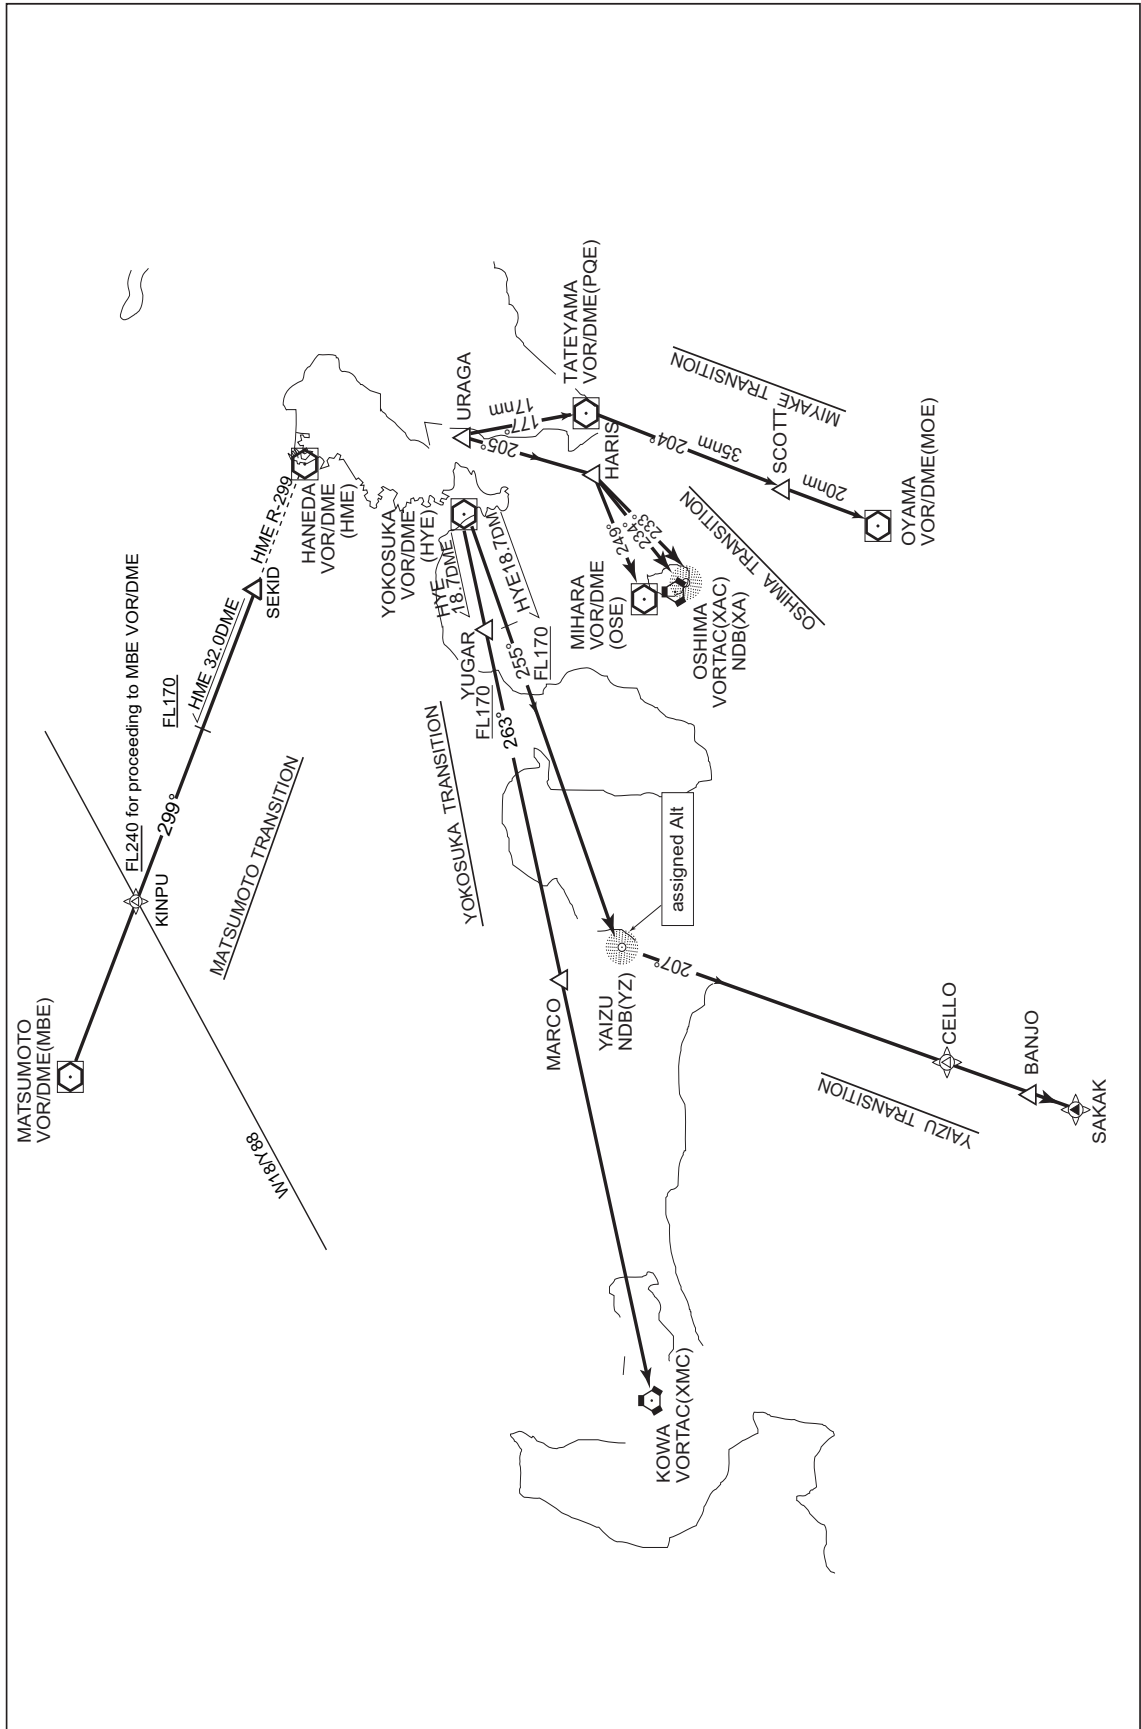 MATSUMOTO
VOR/DME(MBE)
W18/Y88
KINPU
FL240 for proceeding to MBE VOR/DME
299°
MATSUMOTO TRANSITION
FL170
HME 32.0DME
SEKID
HME R-299
HANEDA
VOR/DME
(HME)
YOKOSUKA
VOR/DME
(HYE)
HYE
18.7DME
HYE18.7DME
YUGAR
FL170
263°
255°
FL170
YOKOSUKA TRANSITION
MARCO
KOWA
VORTAC(XMC)
YAIZU
NDB(YZ)
assigned Alt
207°
CELLO
BANJO
SAKAK
YAIZU TRANSITION
URAGA
177°
17nm
205°
TATEYAMA
VOR/DME(PQE)
HARIS
249°
234°
233°
MIHARA
VOR/DME
(OSE)
OSHIMA
VORTAC(XAC)
NDB(XA)
OSHIMA TRANSITION
204°
35nm
SCOTT
20nm
MIYAKE TRANSITION
OYAMA
VOR/DME(MOE)